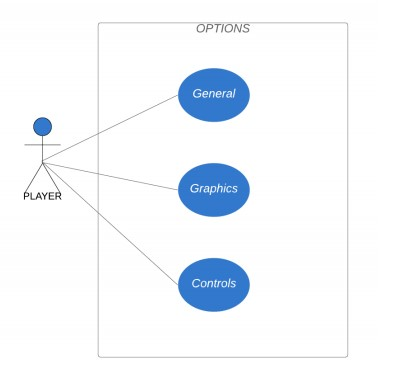 OPTIONS
General
Graphics
PLAYER
Controls